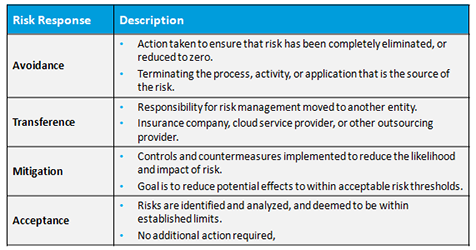 Risk Response Description
Avoidance
• Action taken to ensure that risk has been completely eliminated, or
reduced to zero.
• Terminating the process, activity, or application that is the source of
the risk.
Transference
• Responsibility for risk management moved to another entity.
• Insurance company, cloud service provider, or other outsourcing
provider.
Mitigation
• Controls and countermeasures implemented to reduce the likelihood
and impact of risk.
• Goal is to reduce potential effects to within acceptable risk thresholds.
Acceptance
• Risks are identified and analyzed, and deemed to be within
established limits.
• No additional action required,